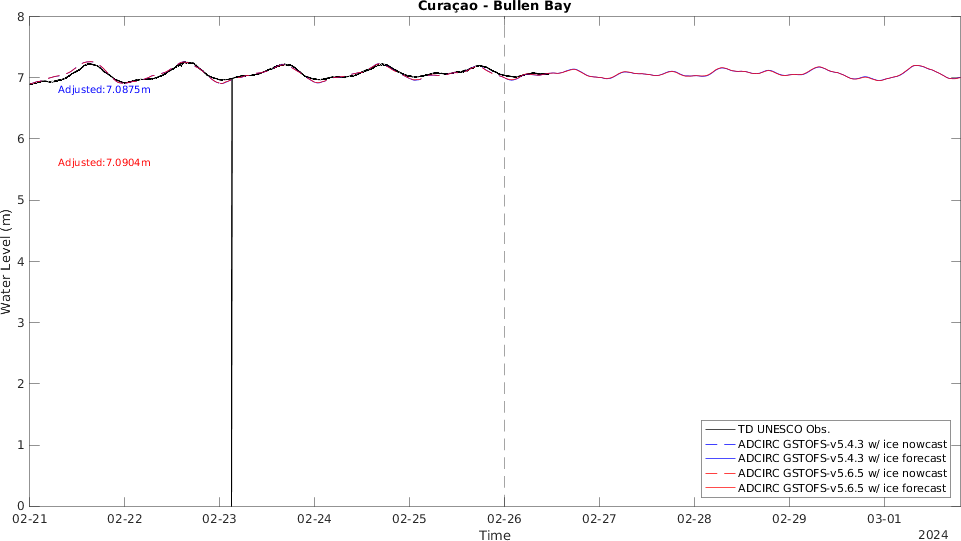 Curaçao - Bullen Bay
8
7
6
5
4
3
2
1
0
Water Level (m)
Adjusted:7.0875m
Adjusted:7.0904m
TD UNESCO Obs.
ADCIRC GSTOFS-v5.4.3 w/ ice nowcast
ADCIRC GSTOFS-v5.4.3 w/ ice forecast
ADCIRC GSTOFS-v5.6.5 w/ ice nowcast
ADCIRC GSTOFS-v5.6.5 w/ ice forecast
02-21 02-22 02-23 02-24 02-25 02-26 02-27 02-28 02-29 03-01
Time
2024